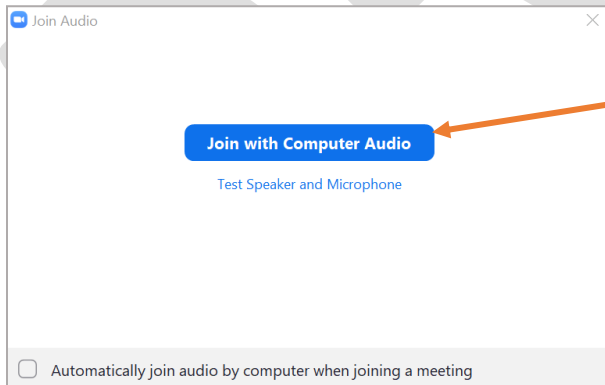 Join Audio
Join with Computer Audio
Test Speaker and Microphone
Automatically join audio by computer when joining a meeting